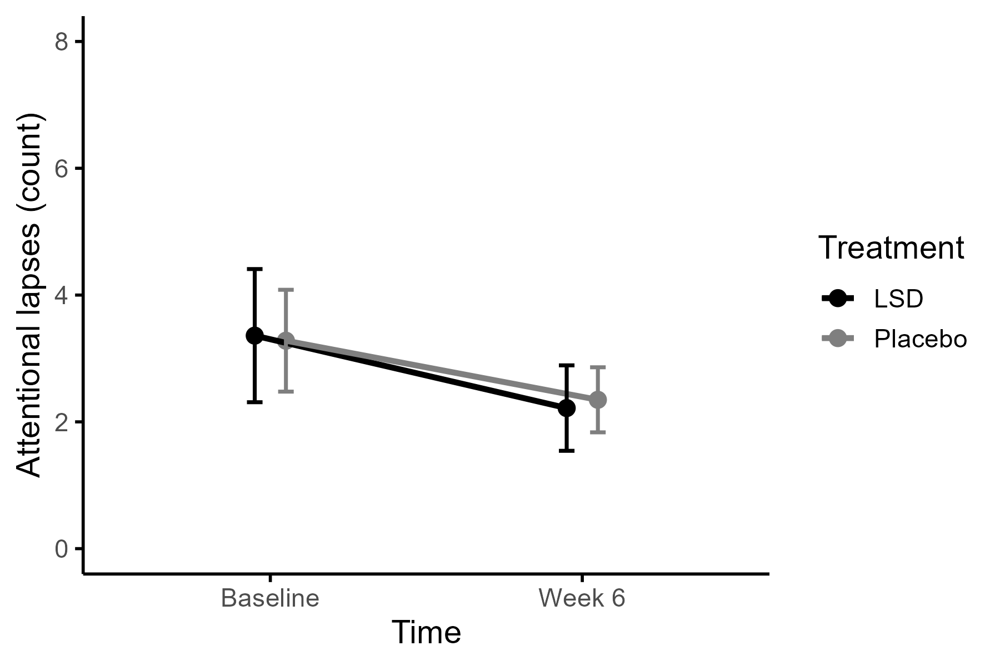 Attentional lapses (count)
8
6
4
2
0
Baseline
Week 6
Time
Treatment
LSD
Placebo